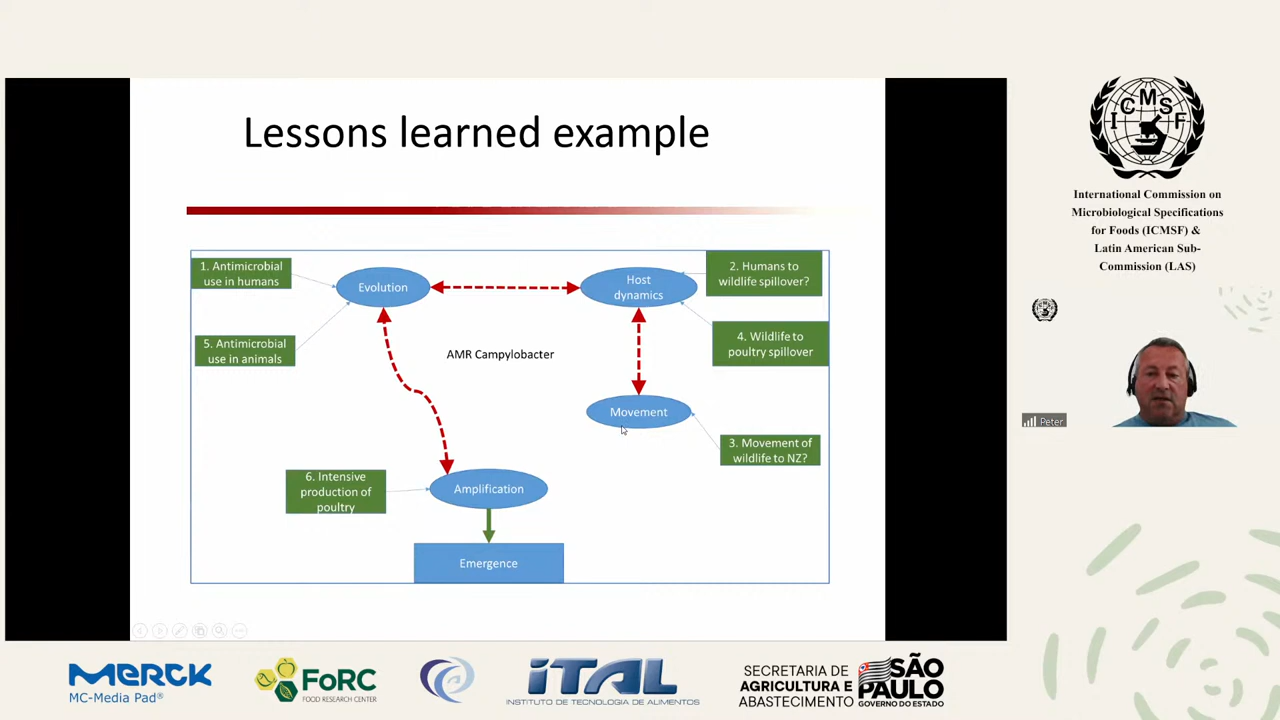 Lessons learned example
1. Antimicrobial
use in humans
Evolution
Host
dynamics
2. Humans to
wildlife spillover?
5. Antimicrobial
use in animals
AMR Campylobacter
4. Wildlife to
poultry spillover
Movement
3. Movement of
wildlife to NZ?
6. Intensive
production of
poultry
Amplification
Emergence
ICMSF
International Commission on
Microbiological Specifications
for Foods (ICMSF) &
Latin American Sub-
Commission (LAS)
Peter
MERCK
MC-Media Pad®
FoRC
FOOD RESEARCH CENTER
iTAL
INSTITUTO DE TECNOLOGIA DE ALIMENTOS
SECRETARIA DE
AGRICULTURA E
ABASTECIMENTO
SÃO
PAULO
GOVERNO DO ESTADO